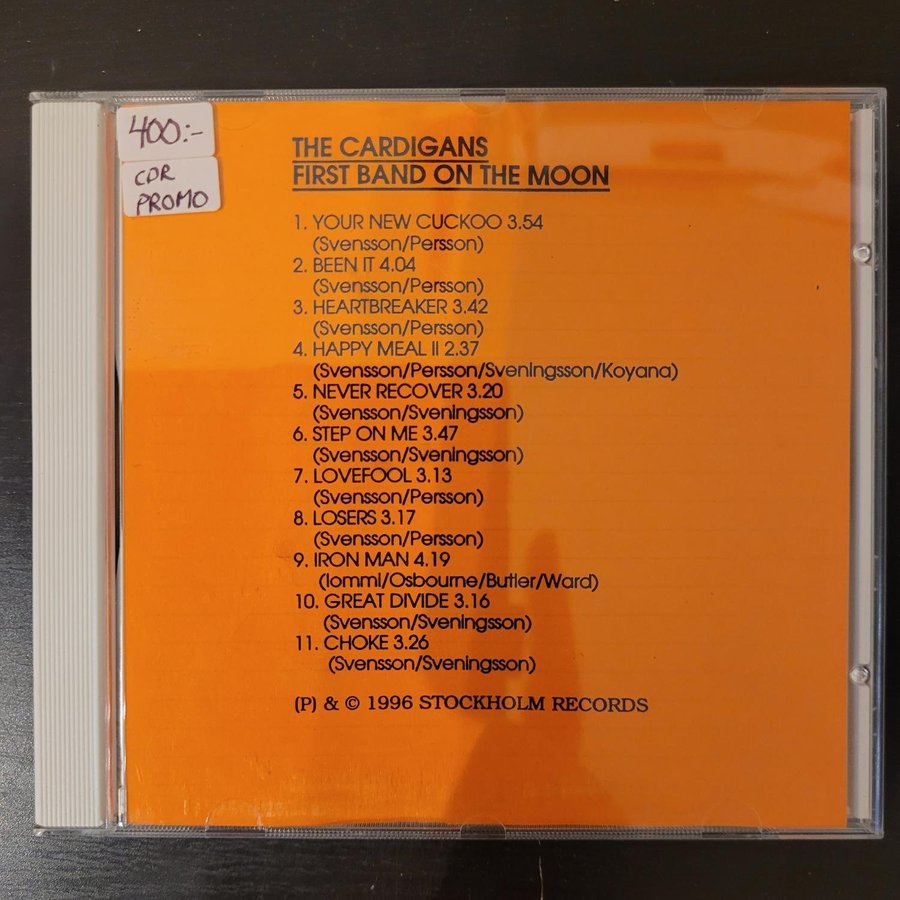 400:-
CDR
PROMO
THE CARDIGANS
FIRST BAND ON THE MOON
1. YOUR NEW CUCKOO 3.54
(Svensson/Persson)
2. BEEN IT 4.04
(Svensson/Persson)
3. HEARTBREAKER 3.42
(Svensson/Persson)
4. HAPPY MEAL II 2.37
(Svensson/Persson/Sveningsson/Koyana)
5. NEVER RECOVER 3.20
(Svensson/Sveningsson)
6. STEP ON ME 3.47
(Svensson/Sveningsson)
7. LOVEFOOL 3.13
(Svensson/Persson)
8. LOSERS 3.17
(Svensson/Persson)
9. IRON MAN 4.19
(Iommi/Osbourne/Butler/Ward)
10. GREAT DIVIDE 3.16
(Svensson/Sveningsson)
11. CHOKE 3.26
(Svensson/Sveningsson)
(P) & © 1996 STOCKHOLM RECORDS